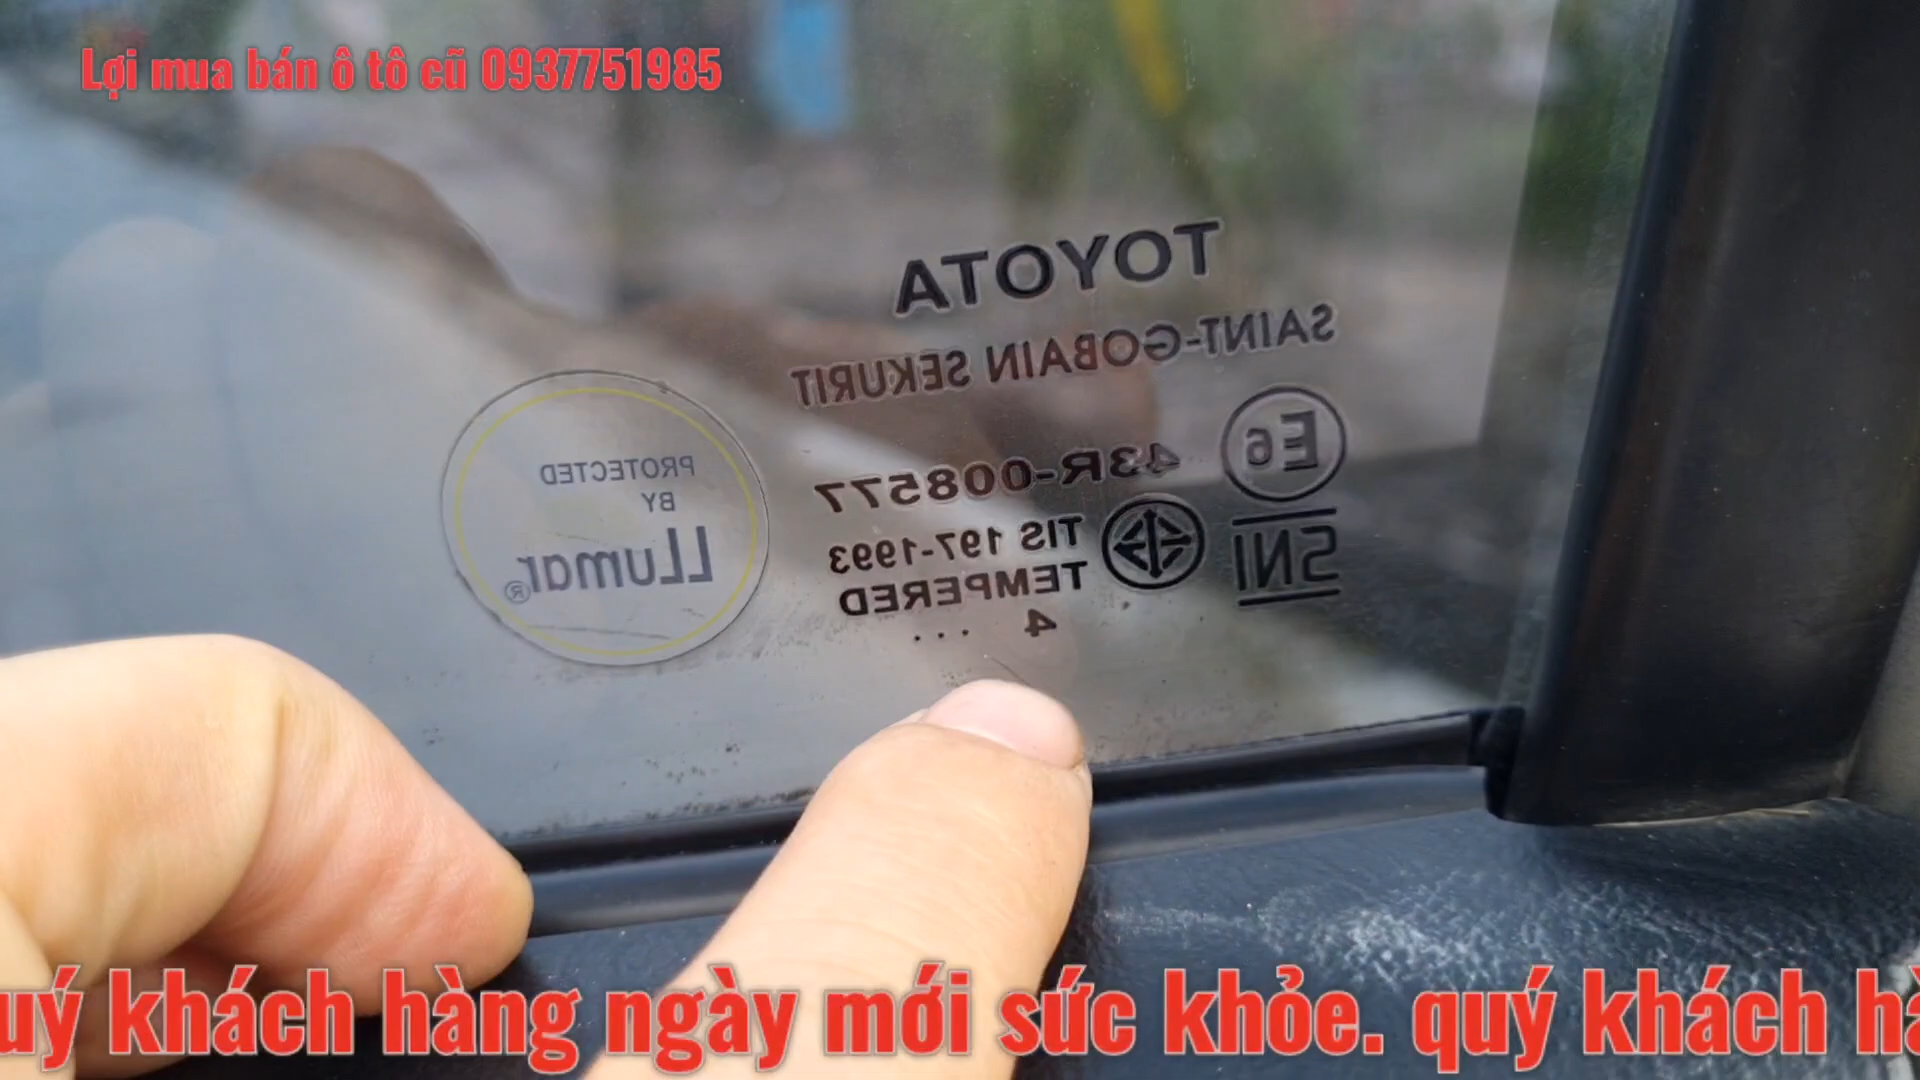 Lợi mua bán ô tô cũ 0937751985
TOYOTA
SAINT-GOBAIN SEKURIT
E6
43R-008577
SNI
TIS 197-1993
TEMPERED
4 ...
PROTECTED
BY
LLumar®
uý khách hàng ngày mới sức khỏe. quý khách hà